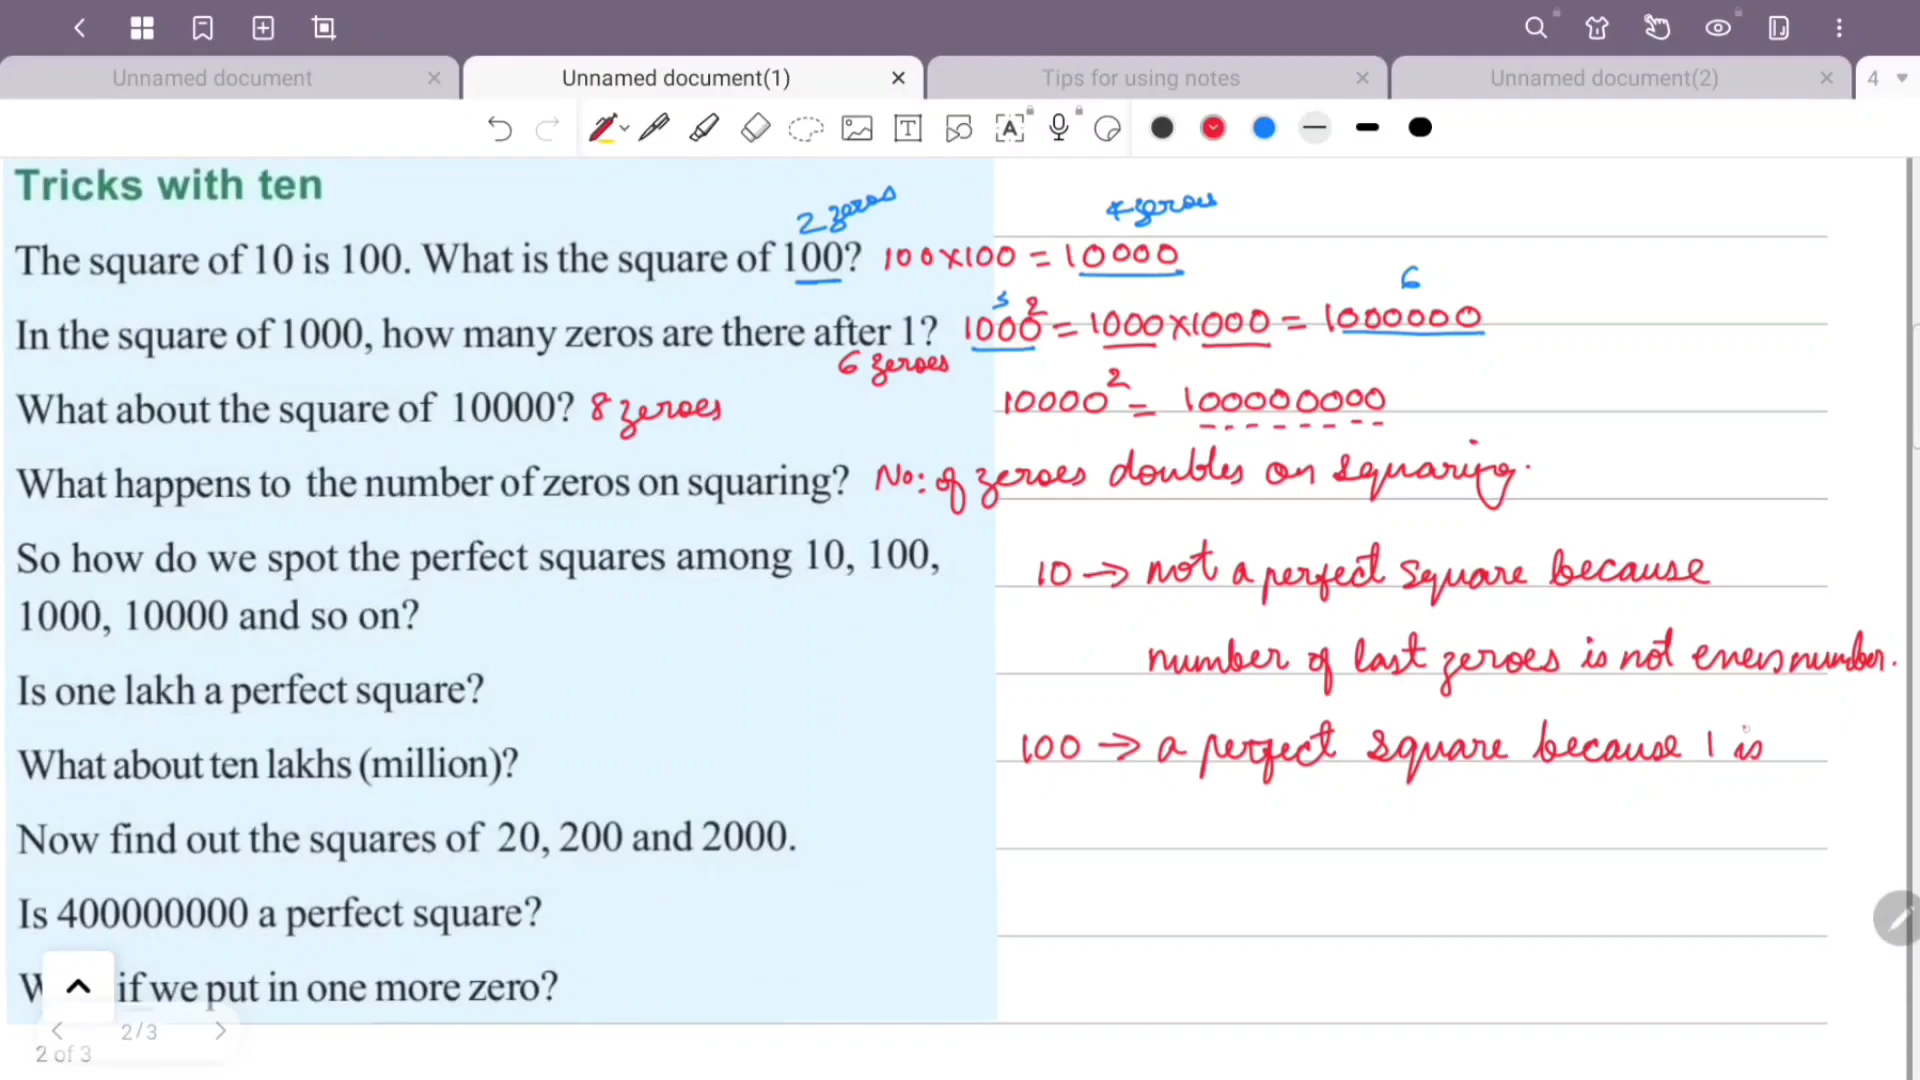 Unnamed document
Unnamed document(1)
Tips for using notes
Unnamed document(2)
4
Tricks with ten
2 zeros
4 zeroes
The square of 10 is 100. What is the square of 100? 100×100 = 10000
3
6
In the square of 1000, how many zeros are there after 1? 1000² = 1000×1000 = 1000000
6 zeroes
What about the square of 10000? 8 zeroes 10000² = 100000000
What happens to the number of zeros on squaring? No: of zeroes doubles on squaring.
So how do we spot the perfect squares among 10, 100,
1000, 10000 and so on?
10 → not a perfect square because
number of last zeroes is not even number.
Is one lakh a perfect square?
100 → a perfect square because 1 is
What about ten lakhs (million)?
Now find out the squares of 20, 200 and 2000.
Is 400000000 a perfect square?
if we put in one more zero?
2/3
2 of 3